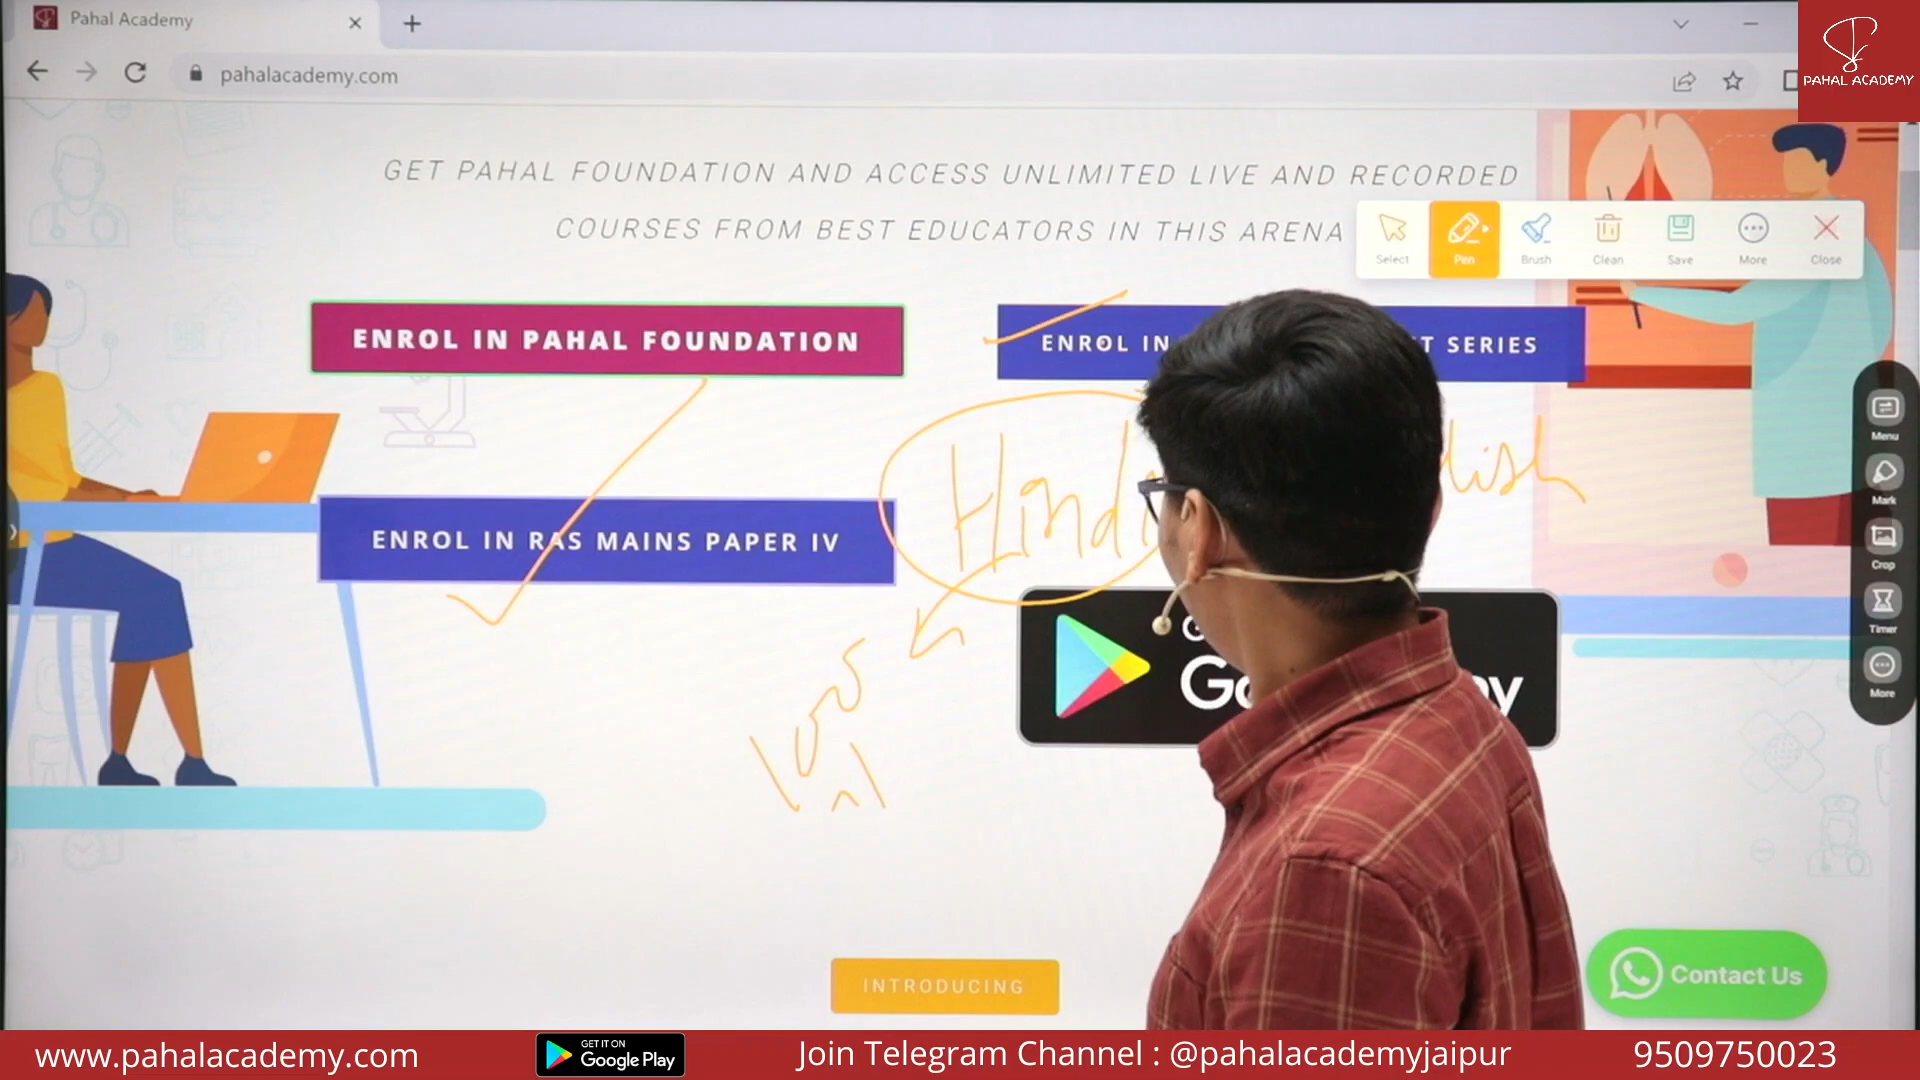 Pahal Academy
pahalacademy.com
PAHAL ACADEMY
GET PAHAL FOUNDATION AND ACCESS UNLIMITED LIVE AND RECORDED
COURSES FROM BEST EDUCATORS IN THIS ARENA
Select Pen Brush Clean Save More Close
ENROL IN PAHAL FOUNDATION
ENROL IN T SERIES
Menu
Mark
Crop
Timer
More
Hindi lish
ENROL IN RAS MAINS PAPER IV
INTRODUCING
Contact Us
www.pahalacademy.com
GET IT ON
Google Play
Join Telegram Channel : @pahalacademyjaipur
9509750023